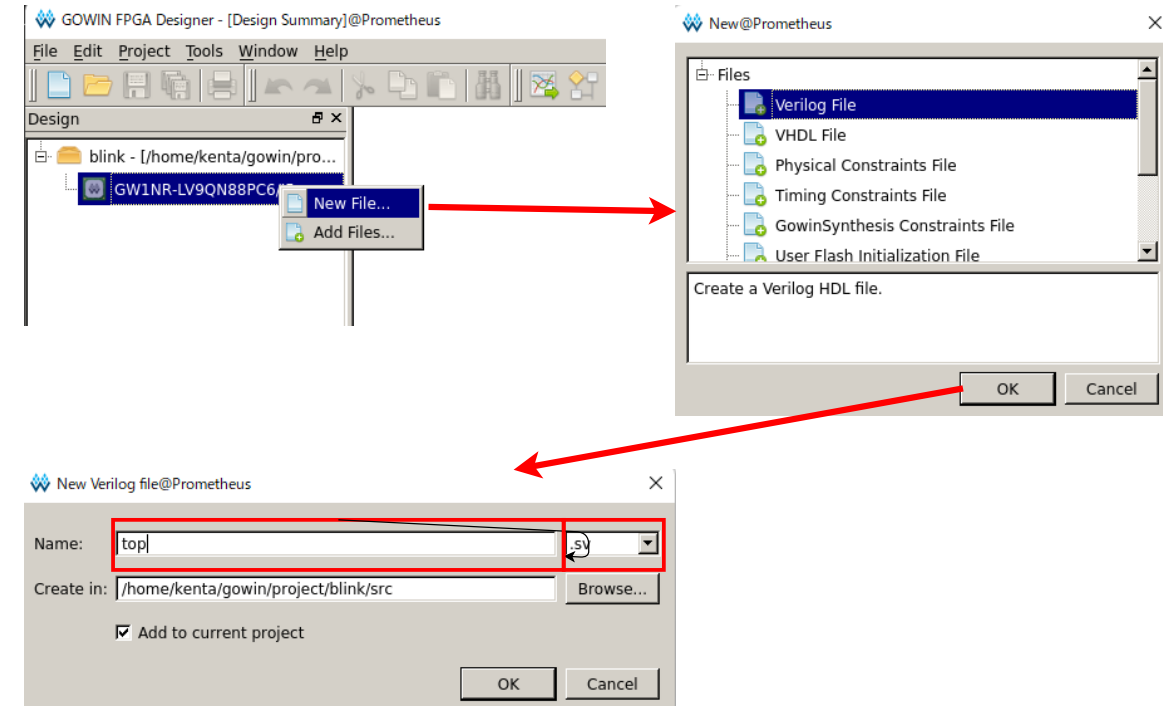 GOWIN FPGA Designer - [Design Summary]@Prometheus
File Edit Project Tools Window Help
Design
blink - [/home/kenta/gowin/pro...
GW1NR-LV9QN88PC6/
New File...
Add Files...
New@Prometheus
Files
Verilog File
VHDL File
Physical Constraints File
Timing Constraints File
GowinSynthesis Constraints File
User Flash Initialization File
Create a Verilog HDL file.
OK Cancel
New Verilog file@Prometheus
Name: top .sv
Create in: /home/kenta/gowin/project/blink/src Browse...
Add to current project
OK Cancel